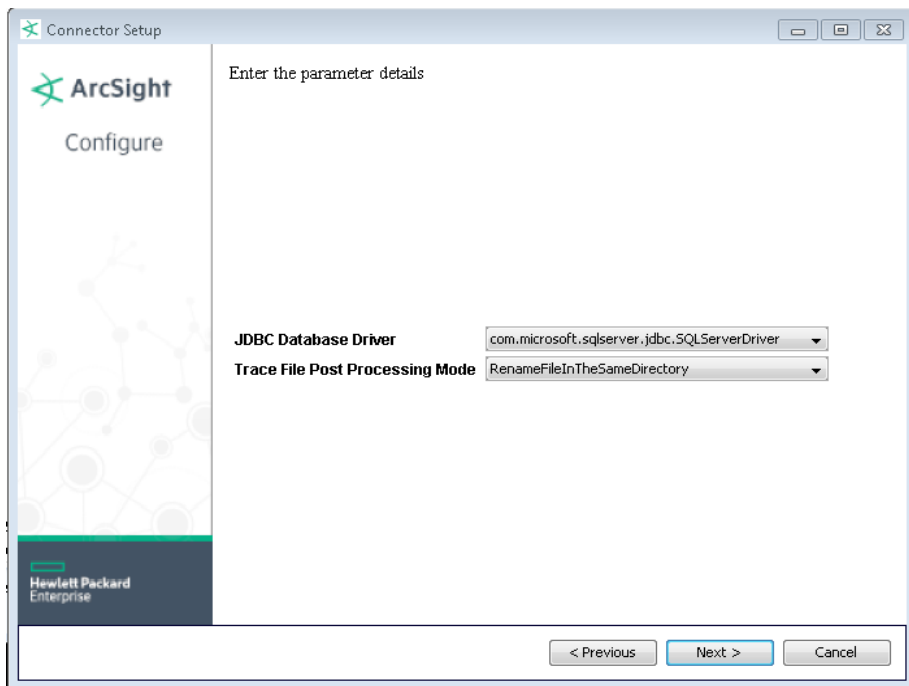 Connector Setup
ArcSight
Configure
Enter the parameter details
JDBC Database Driver com.microsoft.sqlserver.jdbc.SQLServerDriver
Trace File Post Processing Mode RenameFileInTheSameDirectory
Hewlett Packard
Enterprise
< Previous Next > Cancel